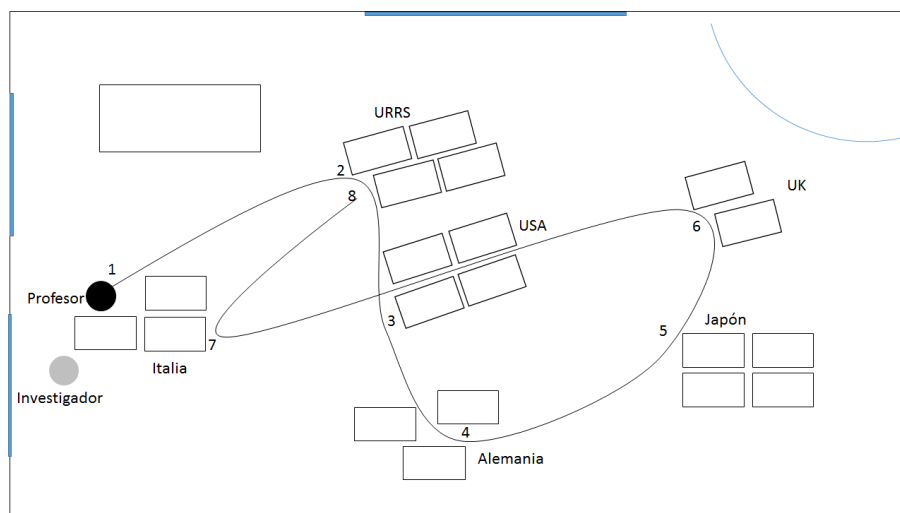 URRS
2
8
UK
USA
6
1
Profesor
3
5
Japón
7
Italia
Investigador
4
Alemania